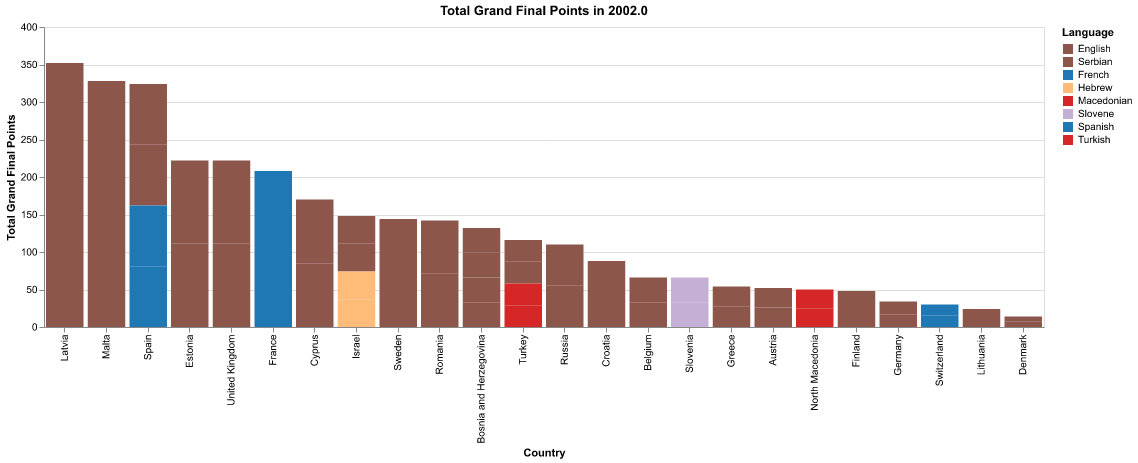 Total Grand Final Points in 2002.0
Total Grand Final Points
400
350
300
250
200
150
100
50
0
Latvia
Malta
Spain
Estonia
United Kingdom
France
Cyprus
Israel
Sweden
Romania
Bosnia and Herzegovina
Turkey
Russia
Croatia
Belgium
Slovenia
Greece
Austria
North Macedonia
Finland
Germany
Switzerland
Lithuania
Denmark
Country
Language
English
Serbian
French
Hebrew
Macedonian
Slovene
Spanish
Turkish